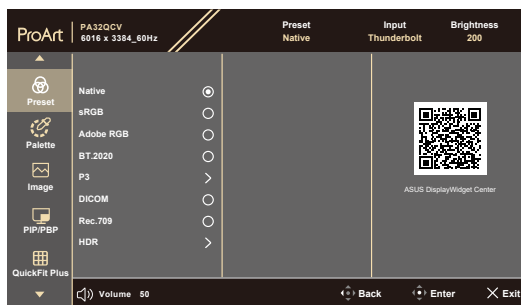 ProArt
PA32QCV
6016 x 3384_60Hz
Preset
Native
Input
Thunderbolt
Brightness
200
Preset
Palette
Image
PIP/PBP
QuickFit Plus
Native
sRGB
Adobe RGB
BT.2020
P3
DICOM
Rec.709
HDR
ASUS DisplayWidget Center
Volume 50
Back
Enter
Exit